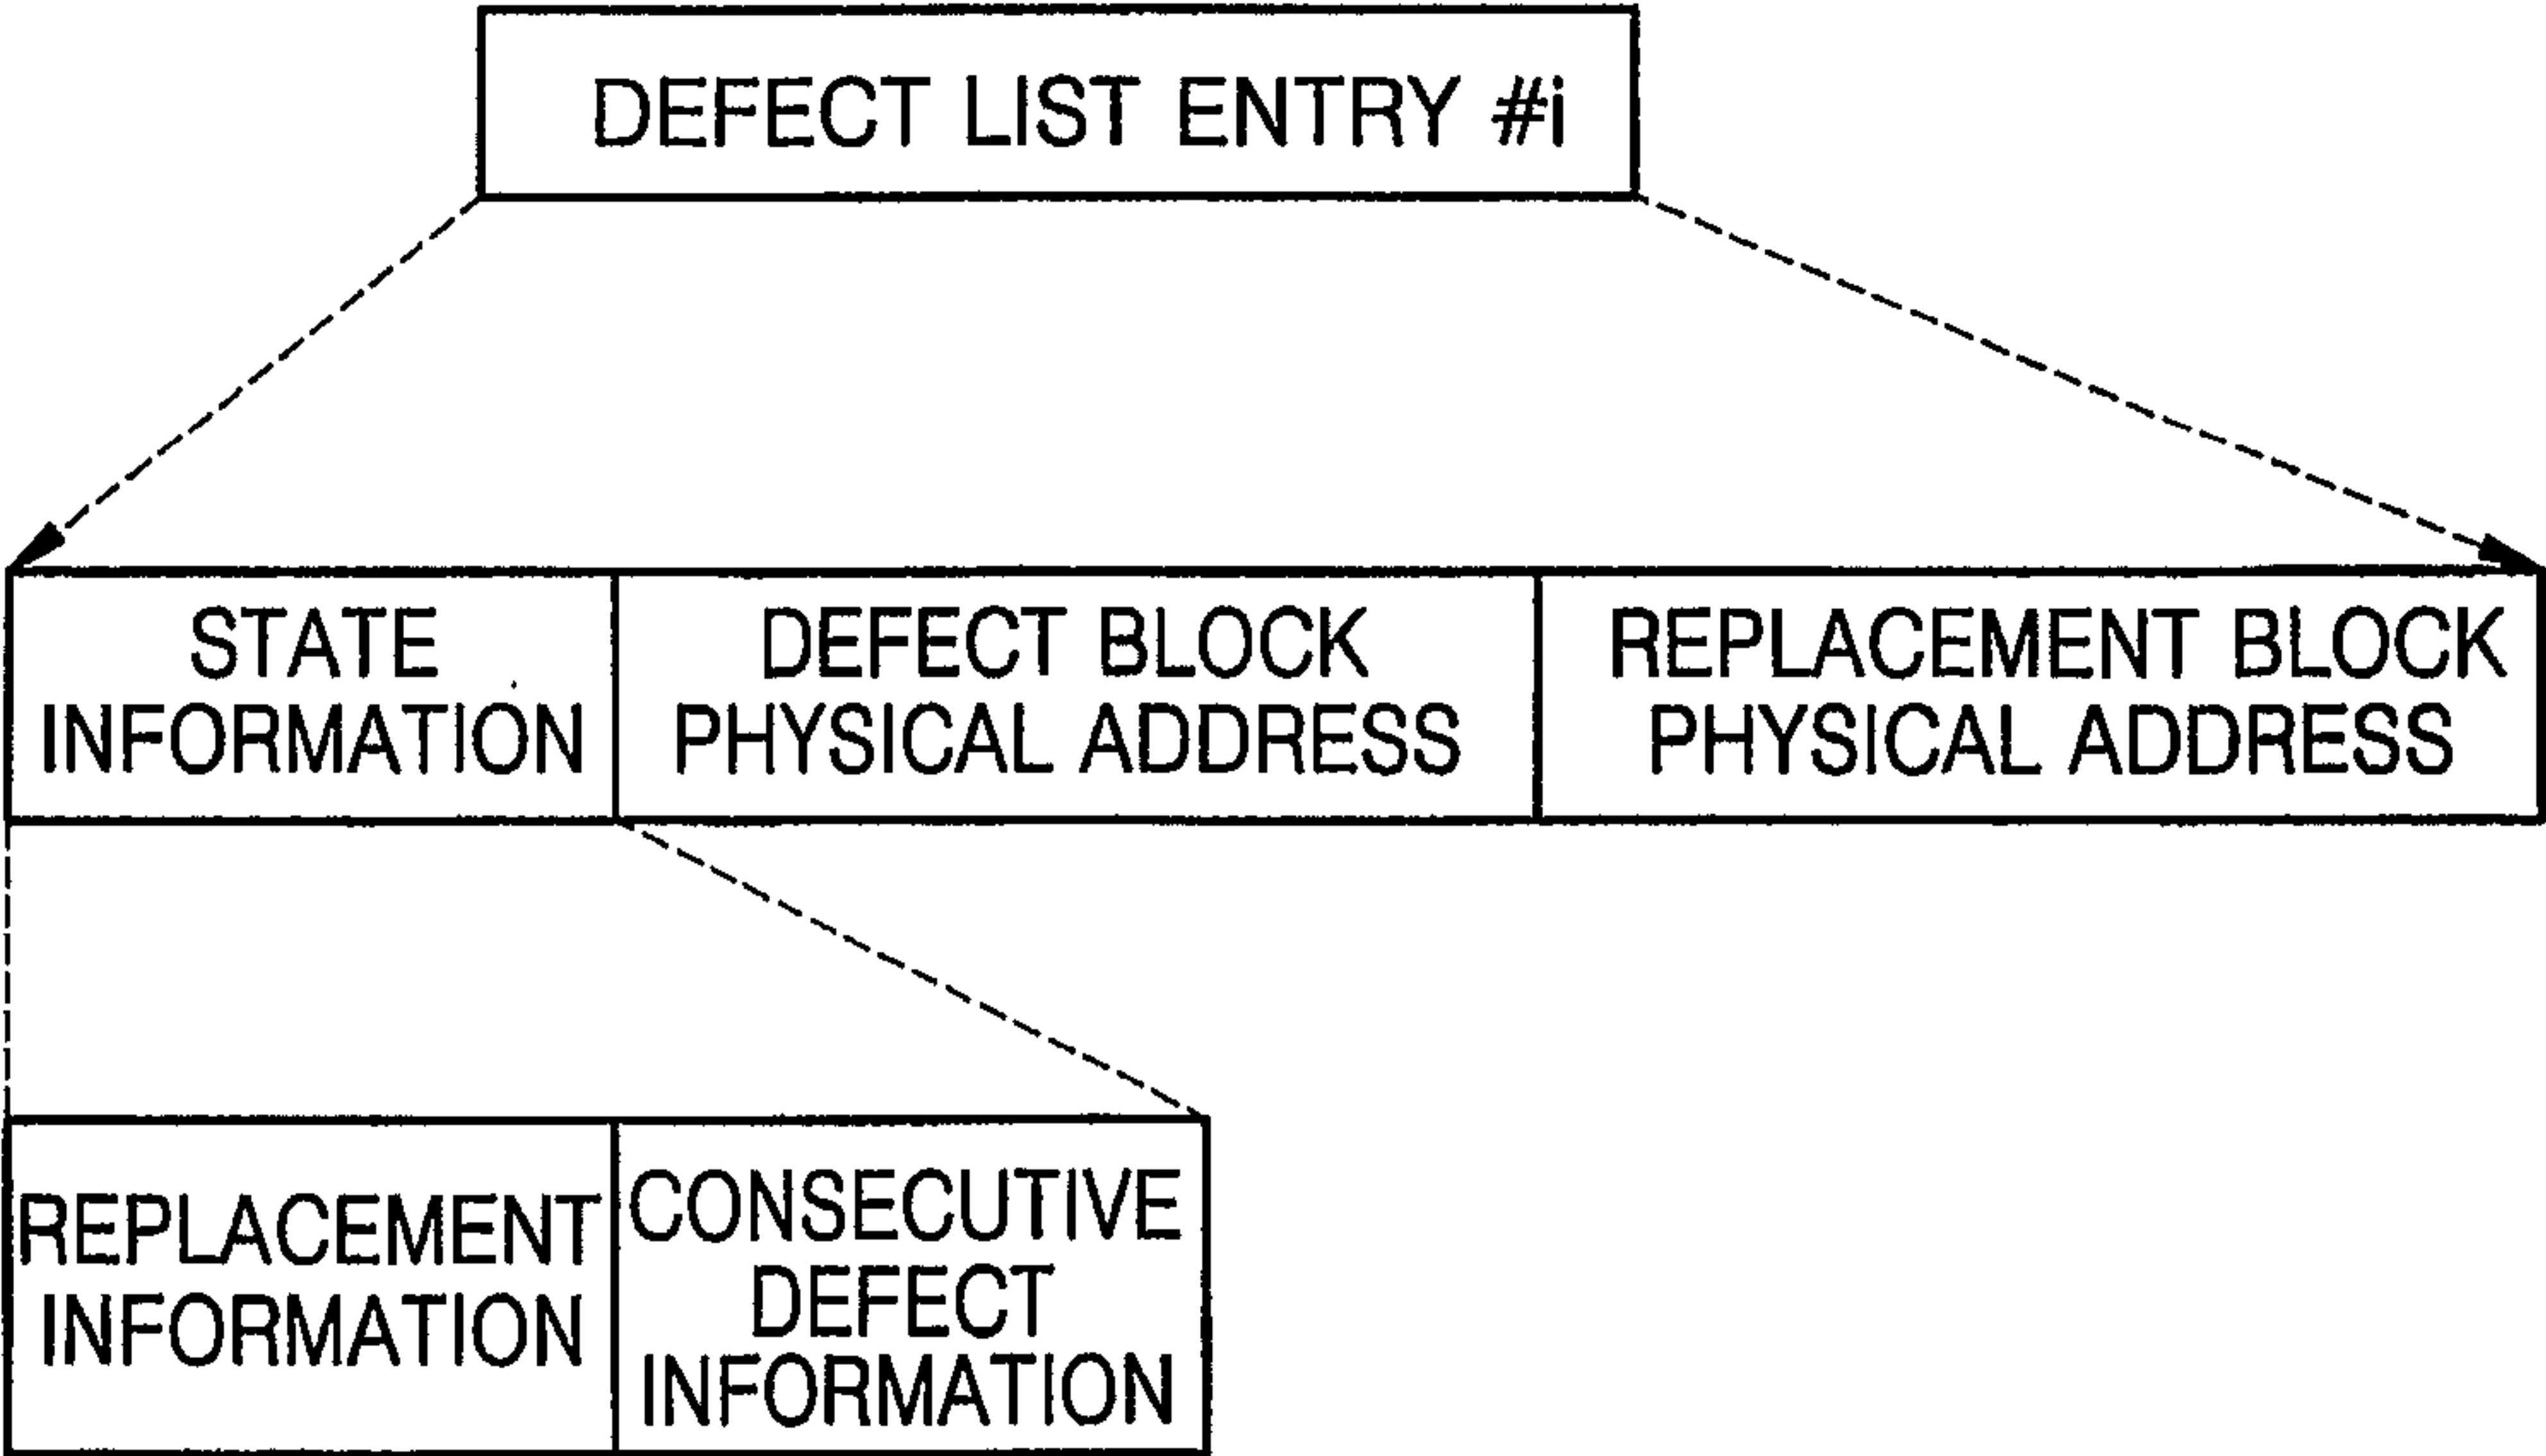 DEFECT LIST ENTRY #i
STATE
INFORMATION
DEFECT BLOCK
PHYSICAL ADDRESS
REPLACEMENT BLOCK
PHYSICAL ADDRESS
REPLACEMENT
INFORMATION
CONSECUTIVE
DEFECT
INFORMATION